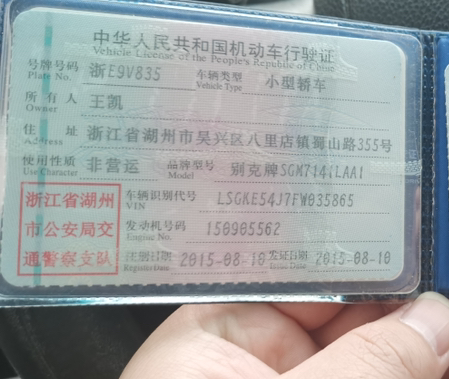 中华人民共和国机动车行驶证
Vehicle License of the People's Republic of China
号牌号码 浙E9V835 车辆类型 小型轿车
Plate No. Vehicle Type
所有人 王凯
Owner
住址 浙江省湖州市吴兴区八里店镇蜀山路355号
Address
使用性质 非营运 品牌型号 别克牌SGM7141LAA1
Use Character Model
浙江省湖州
市公安局交
通警察支队
车辆识别代号 LSGKE54J7FW035865
VIN
发动机号码 150905562
Engine No.
注册日期 2015-08-10 发证日期 2015-08-10
Register Date Issue Date